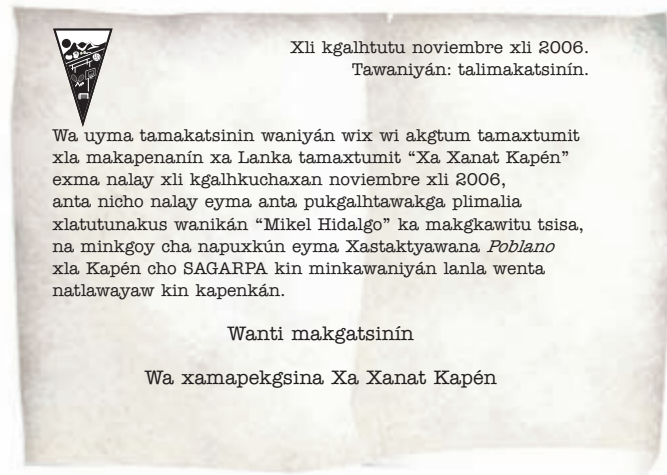 Xli kgalhtutu noviembre xli 2006.
Tawaniyán: talimakatsinín.
Wa uyma tamakatsinin waniyán wix wi akgtum tamaxtumit
xla makapenanín xa Lanka tamaxtumit “Xa Xanat Kapén”
exma nalay xli kgalhkuchaxan noviembre xli 2006,
anta nicho nalay eyma anta pukgalhtawakga plimalia
xlatutunakus wanikán “Mikel Hidalgo” ka makgkawitu tsisa,
na minkgoy cha napuxkún eyma Xastaktyawana Poblano
xla Kapén cho SAGARPA kin minkawaniyán lanla wenta
natlawayaw kin kapenkán.
Wanti makgatsinín
Wa xamapekgsina Xa Xanat Kapén